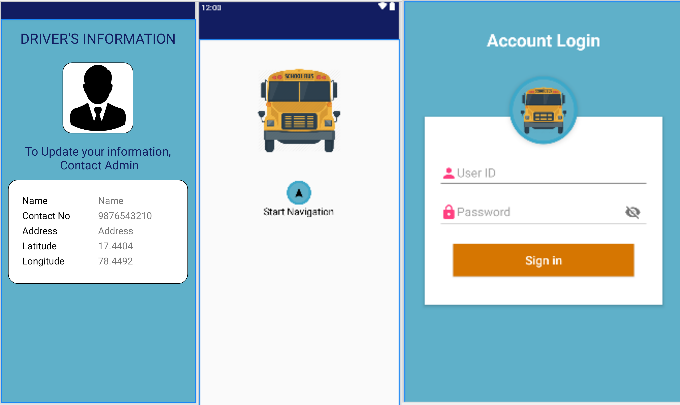 DRIVER'S INFORMATION
To Update your information,
Contact Admin
Name Name
Contact No 9876543210
Address Address
Latitude 17.4404
Longitude 78.4492
12:03
SCHOOL BUS
Start Navigation
Account Login
User ID
Password
Sign in